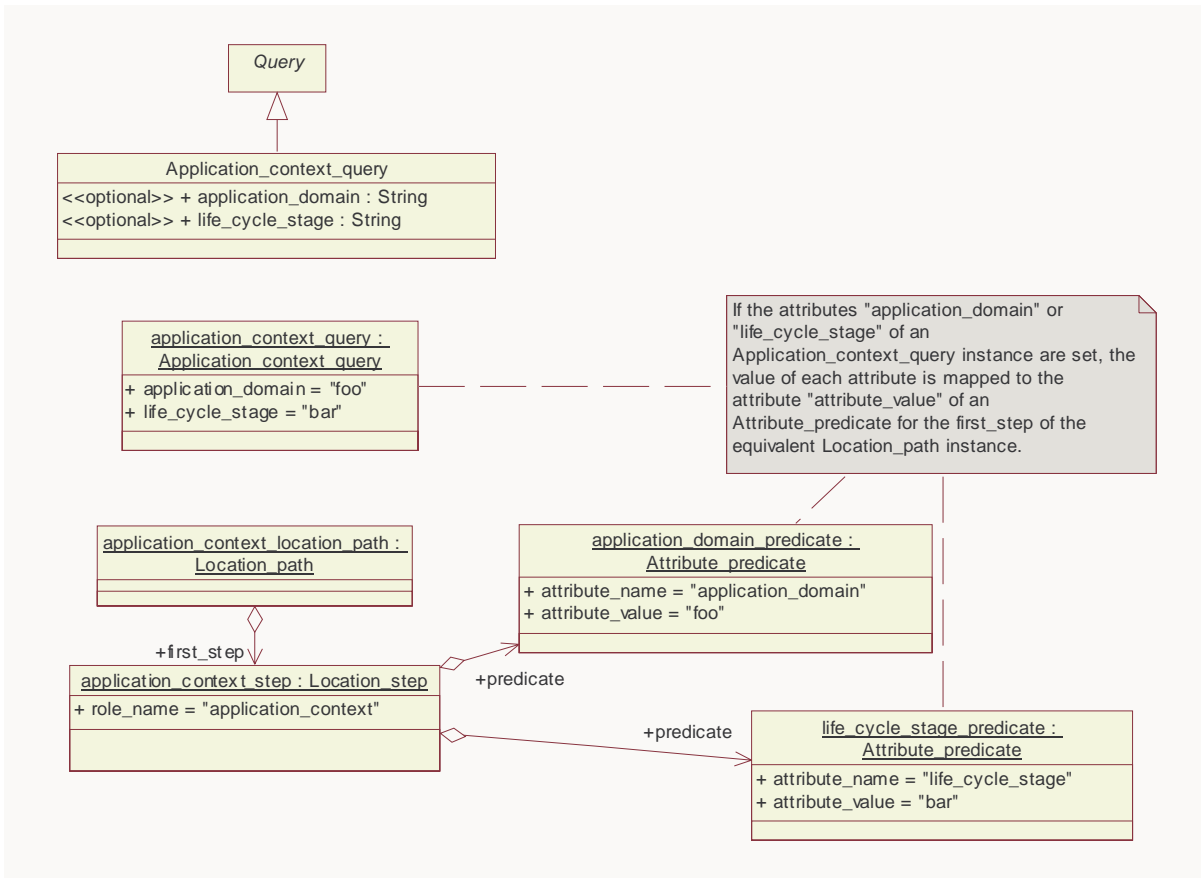 Query
Application_context_query
<<optional>> + application_domain : String
<<optional>> + life_cycle_stage : String
application_context_query :
Application_context_query
+ application_domain = "foo"
+ life_cycle_stage = "bar"
If the attributes "application_domain" or
"life_cycle_stage" of an
Application_context_query instance are set, the
value of each attribute is mapped to the
attribute "attribute_value" of an
Attribute_predicate for the first_step of the
equivalent Location_path instance.
application_context_location_path :
Location_path
+first_step
application_context_step : Location_step
+ role_name = "application_context"
application_domain_predicate :
Attribute_predicate
+ attribute_name = "application_domain"
+ attribute_value = "foo"
+predicate
+predicate
life_cycle_stage_predicate :
Attribute_predicate
+ attribute_name = "life_cycle_stage"
+ attribute_value = "bar"